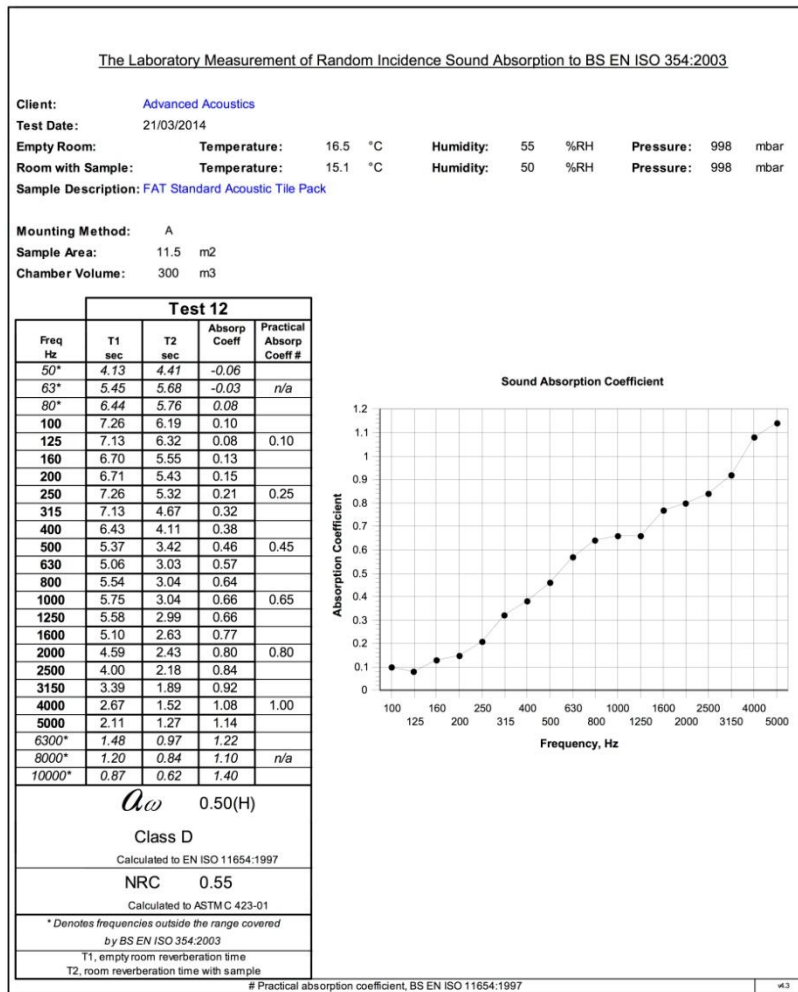 The Laboratory Measurement of Random Incidence Sound Absorption to BS EN ISO 354:2003
Client: Advanced Acoustics
Test Date: 21/03/2014
Empty Room: Temperature: 16.5 °C Humidity: 55 %RH Pressure: 998 mbar
Room with Sample: Temperature: 15.1 °C Humidity: 50 %RH Pressure: 998 mbar
Sample Description: FAT Standard Acoustic Tile Pack
Mounting Method: A
Sample Area: 11.5 m2
Chamber Volume: 300 m3
Test 12
Freq Hz T1 sec T2 sec Absorp Coeff Practical Absorp Coeff #
50* 4.13 4.41 -0.06
63* 5.45 5.68 -0.03 n/a
80* 6.44 5.76 0.08
100 7.26 6.19 0.10
125 7.13 6.32 0.08 0.10
160 6.70 5.55 0.13
200 6.71 5.43 0.15
250 7.26 5.32 0.21 0.25
315 7.13 4.67 0.32
400 6.43 4.11 0.38
500 5.37 3.42 0.46 0.45
630 5.06 3.03 0.57
800 5.54 3.04 0.64
1000 5.75 3.04 0.66 0.65
1250 5.58 2.99 0.66
1600 5.10 2.63 0.77
2000 4.59 2.43 0.80 0.80
2500 4.00 2.18 0.84
3150 3.39 1.89 0.92
4000 2.67 1.52 1.08 1.00
5000 2.11 1.27 1.14
6300* 1.48 0.97 1.22
8000* 1.20 0.84 1.10 n/a
10000* 0.87 0.62 1.40
αω 0.50(H)
Class D
Calculated to EN ISO 11654:1997
NRC 0.55
Calculated to ASTM C 423-01
* Denotes frequencies outside the range covered
by BS EN ISO 354:2003
T1, empty room reverberation time
T2, room reverberation time with sample
Sound Absorption Coefficient
Absorption Coefficient
1.2
1.1
1
0.9
0.8
0.7
0.6
0.5
0.4
0.3
0.2
0.1
0
100 160 250 400 630 1000 1600 2500 4000
125 200 315 500 800 1250 2000 3150 5000
Frequency, Hz
# Practical absorption coefficient, BS EN ISO 11654:1997
v4.3